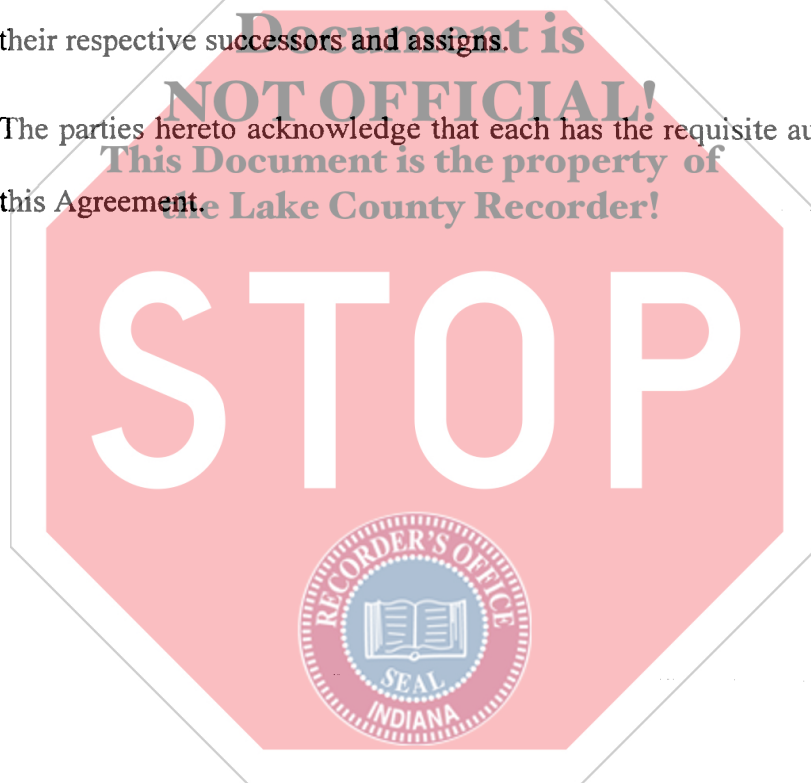 Document is
their respective successors and assigns.
NOT OFFICIAL!
The parties hereto acknowledge that each has the requisite au
This Document is the property of
this Agreement.
the Lake County Recorder!
STOP
RECORDER'S OFFICE
SEAL
INDIANA